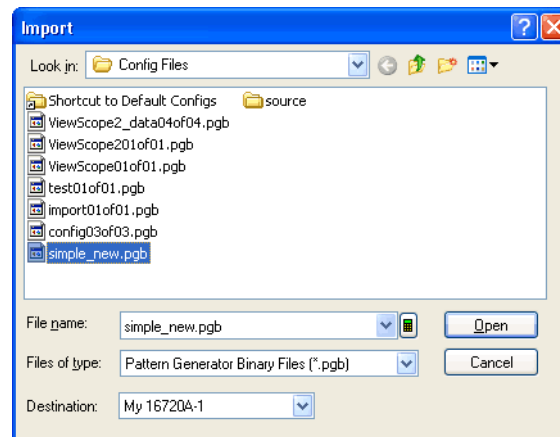 Import
Look in: Config Files
Shortcut to Default Configs source
ViewScope2_data04of04.pgb
ViewScope201of01.pgb
ViewScope01of01.pgb
test01of01.pgb
import01of01.pgb
config03of03.pgb
simple_new.pgb
File name: simple_new.pgb Open
Files of type: Pattern Generator Binary Files (*.pgb) Cancel
Destination: My 16720A-1